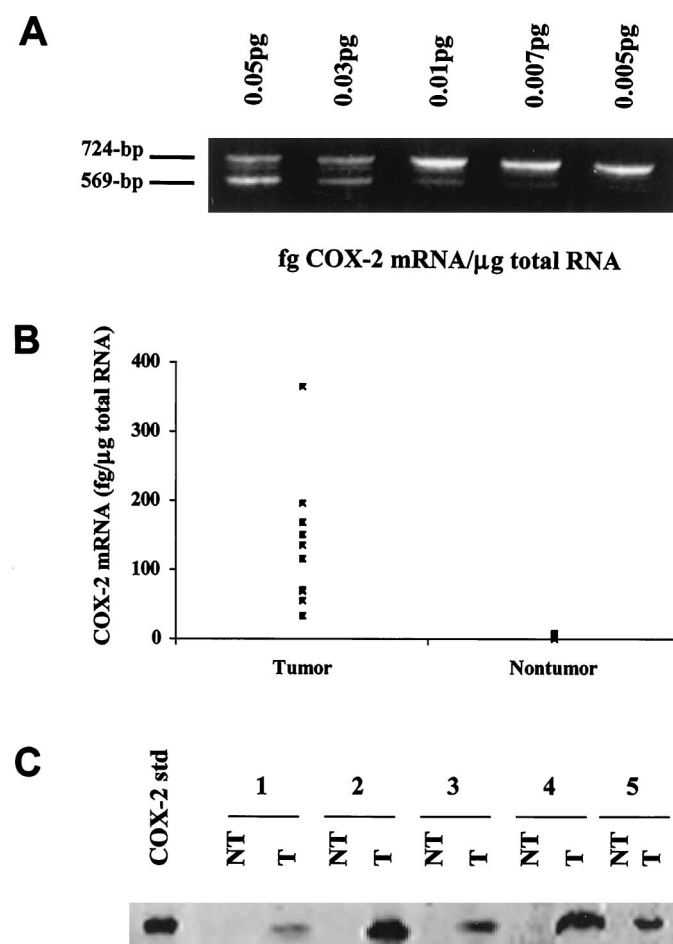 A
0.05pg 0.03pg 0.01pg 0.007pg 0.005pg
724-bp
569-bp
fg COX-2 mRNA/μg total RNA
B
COX-2 mRNA (fg/μg total RNA)
400
300
200
100
0
Tumor Nontumor
C
COX-2 std
1 2 3 4 5
NT T NT T NT T NT T NT T